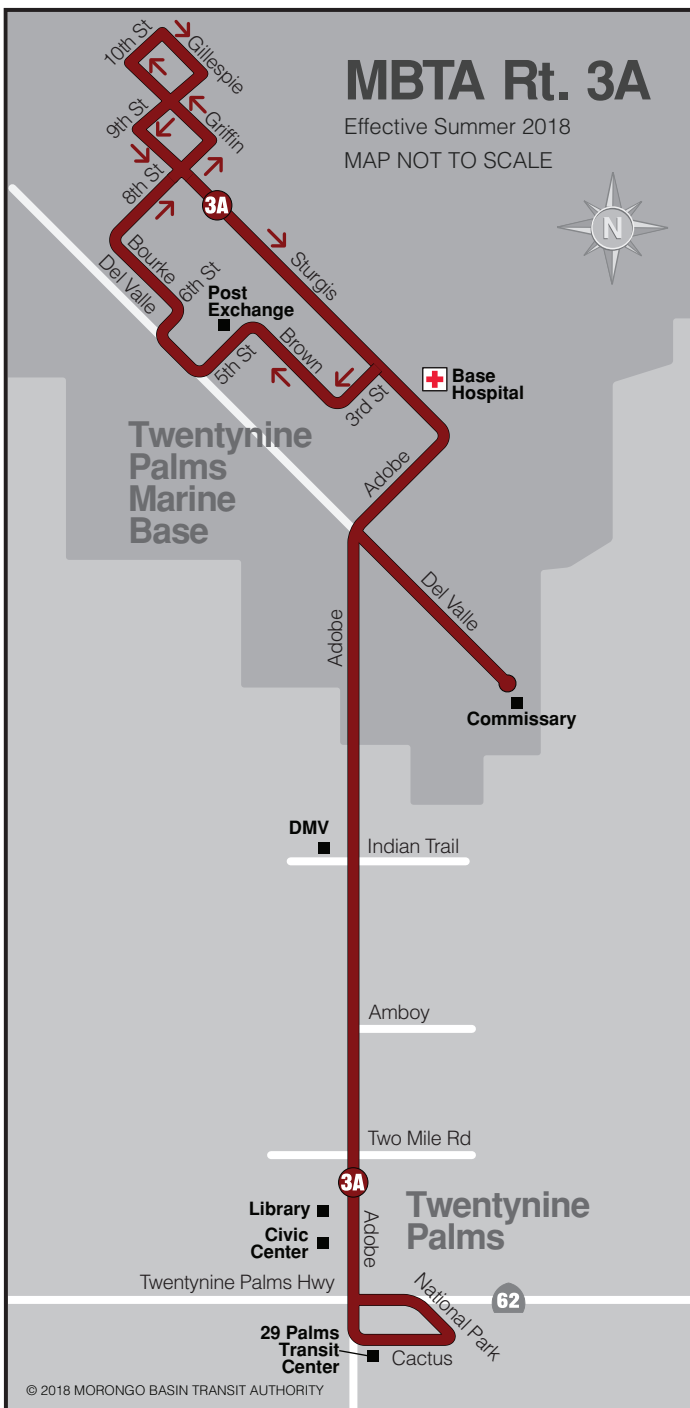 MBTA Rt. 3A
Effective Summer 2018
MAP NOT TO SCALE
N
10th St
Gillespie
9th St
Griffin
8th St
3A
Sturgis
Bourke
6th St
Del Valle
Post
Exchange
5th St
Brown
3rd St
Base
Hospital
Twentynine
Palms
Marine
Base
Adobe
Del Valle
Adobe
Commissary
DMV
Indian Trail
Amboy
Two Mile Rd
3A
Library
Civic
Center
Adobe
Twentynine
Palms
Twentynine Palms Hwy
National Park
62
29 Palms
Transit
Center
Cactus
© 2018 MORONGO BASIN TRANSIT AUTHORITY